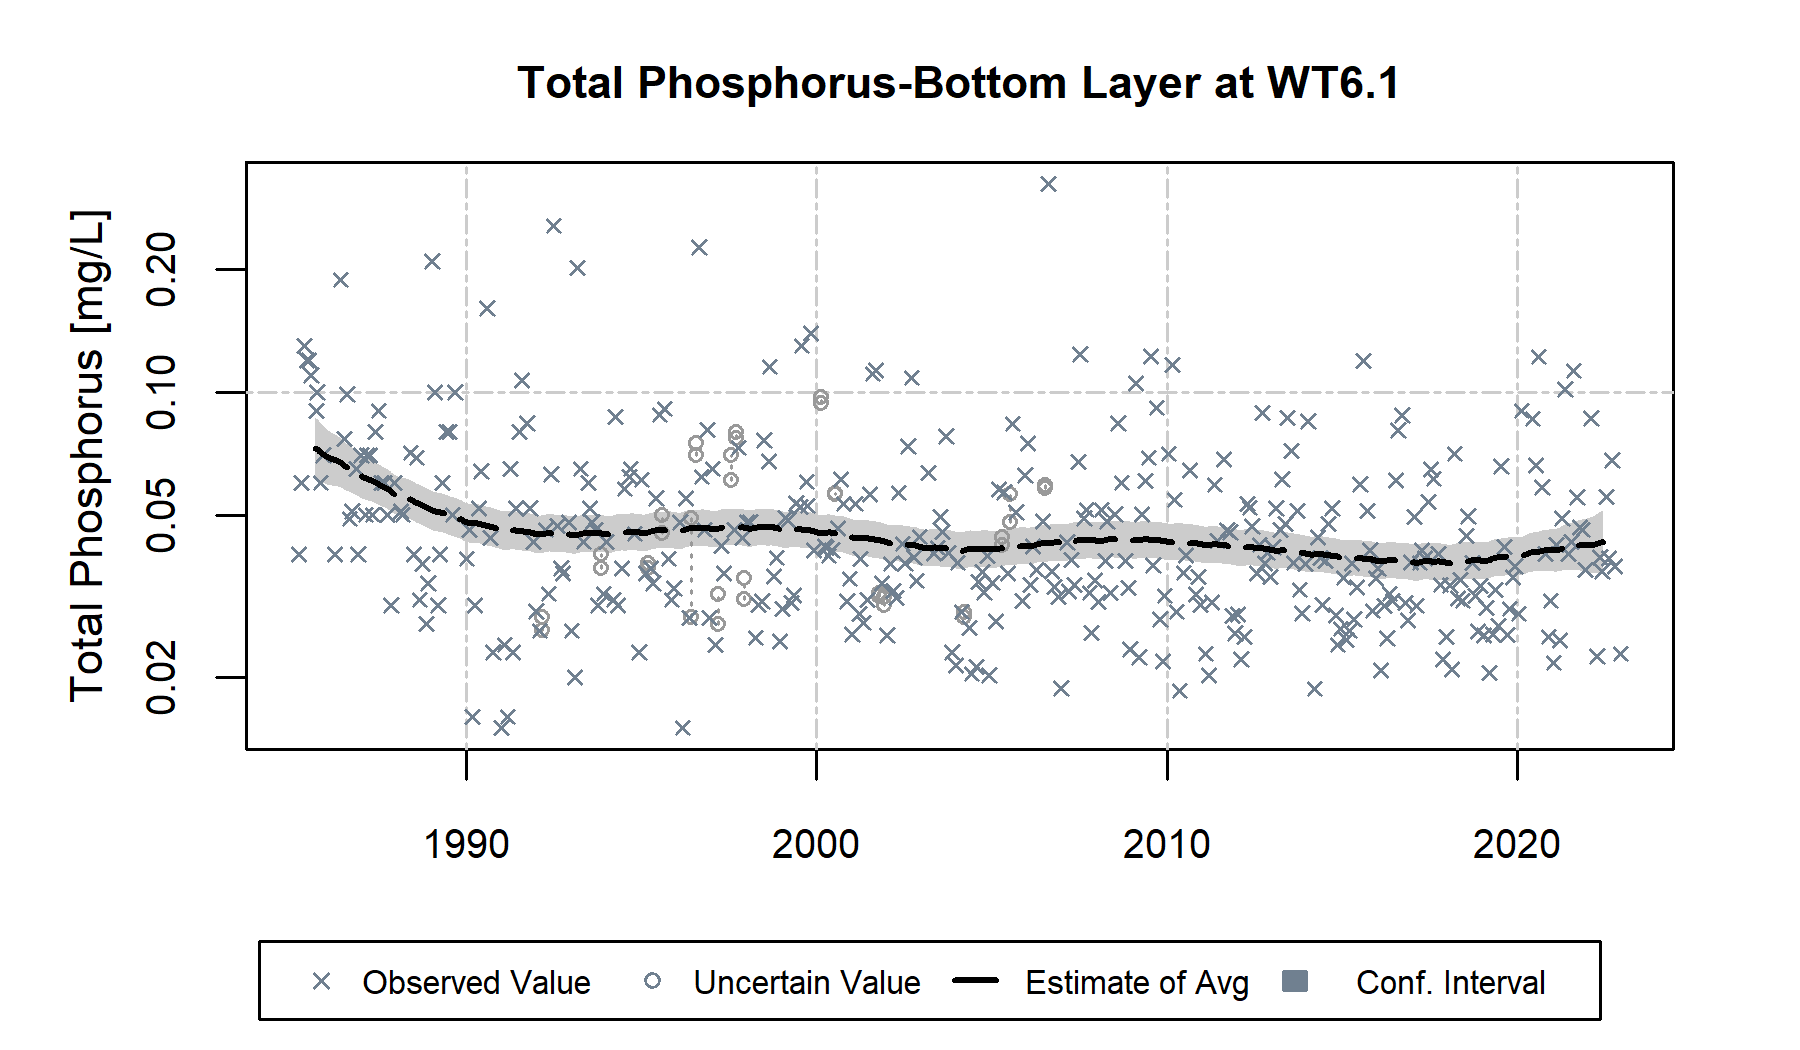 Total Phosphorus-Bottom Layer at WT6.1
Total Phosphorus [mg/L]
0.20
0.10
0.05
0.02
1990 2000 2010 2020
Observed Value Uncertain Value Estimate of Avg Conf. Interval